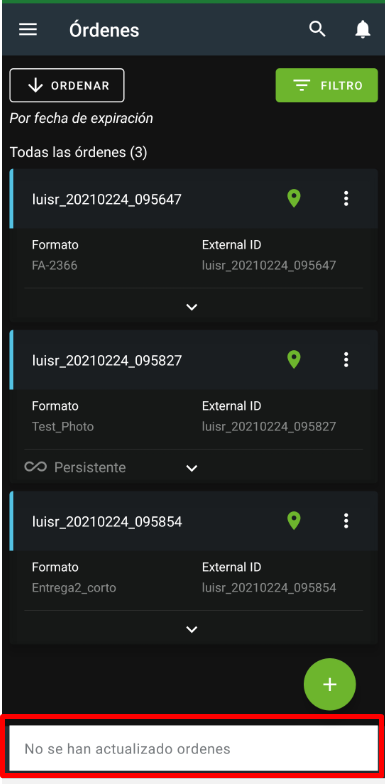 Órdenes
ORDENAR
FILTRO
Por fecha de expiración
Todas las órdenes (3)
luisr_20210224_095647
Formato External ID
FA-2366 luisr_20210224_095647
luisr_20210224_095827
Formato External ID
Test_Photo luisr_20210224_095827
Persistente
luisr_20210224_095854
Formato External ID
Entrega2_corto luisr_20210224_095854
No se han actualizado ordenes